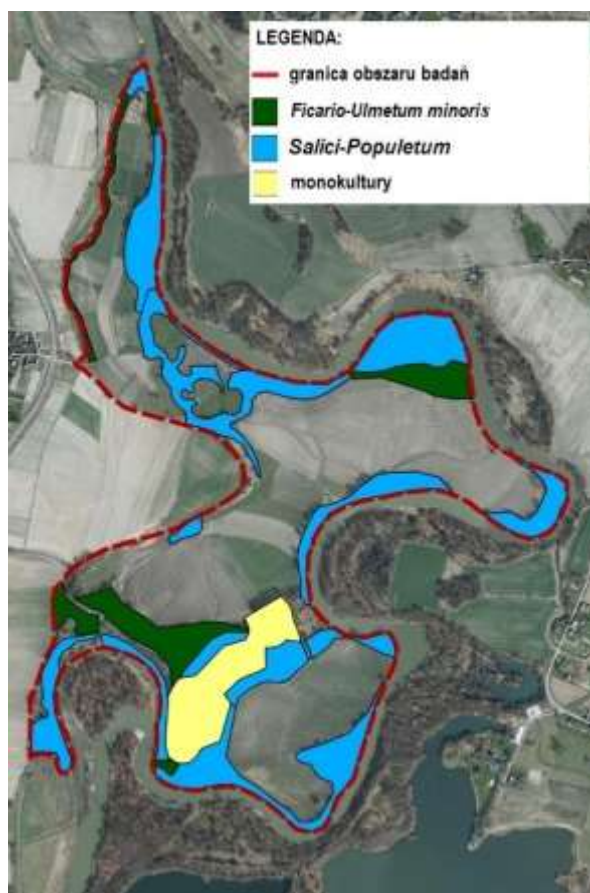 LEGENDA:
granica obszaru badań
Ficario-Ulmetum minoris
Salici-Populetum
monokultury